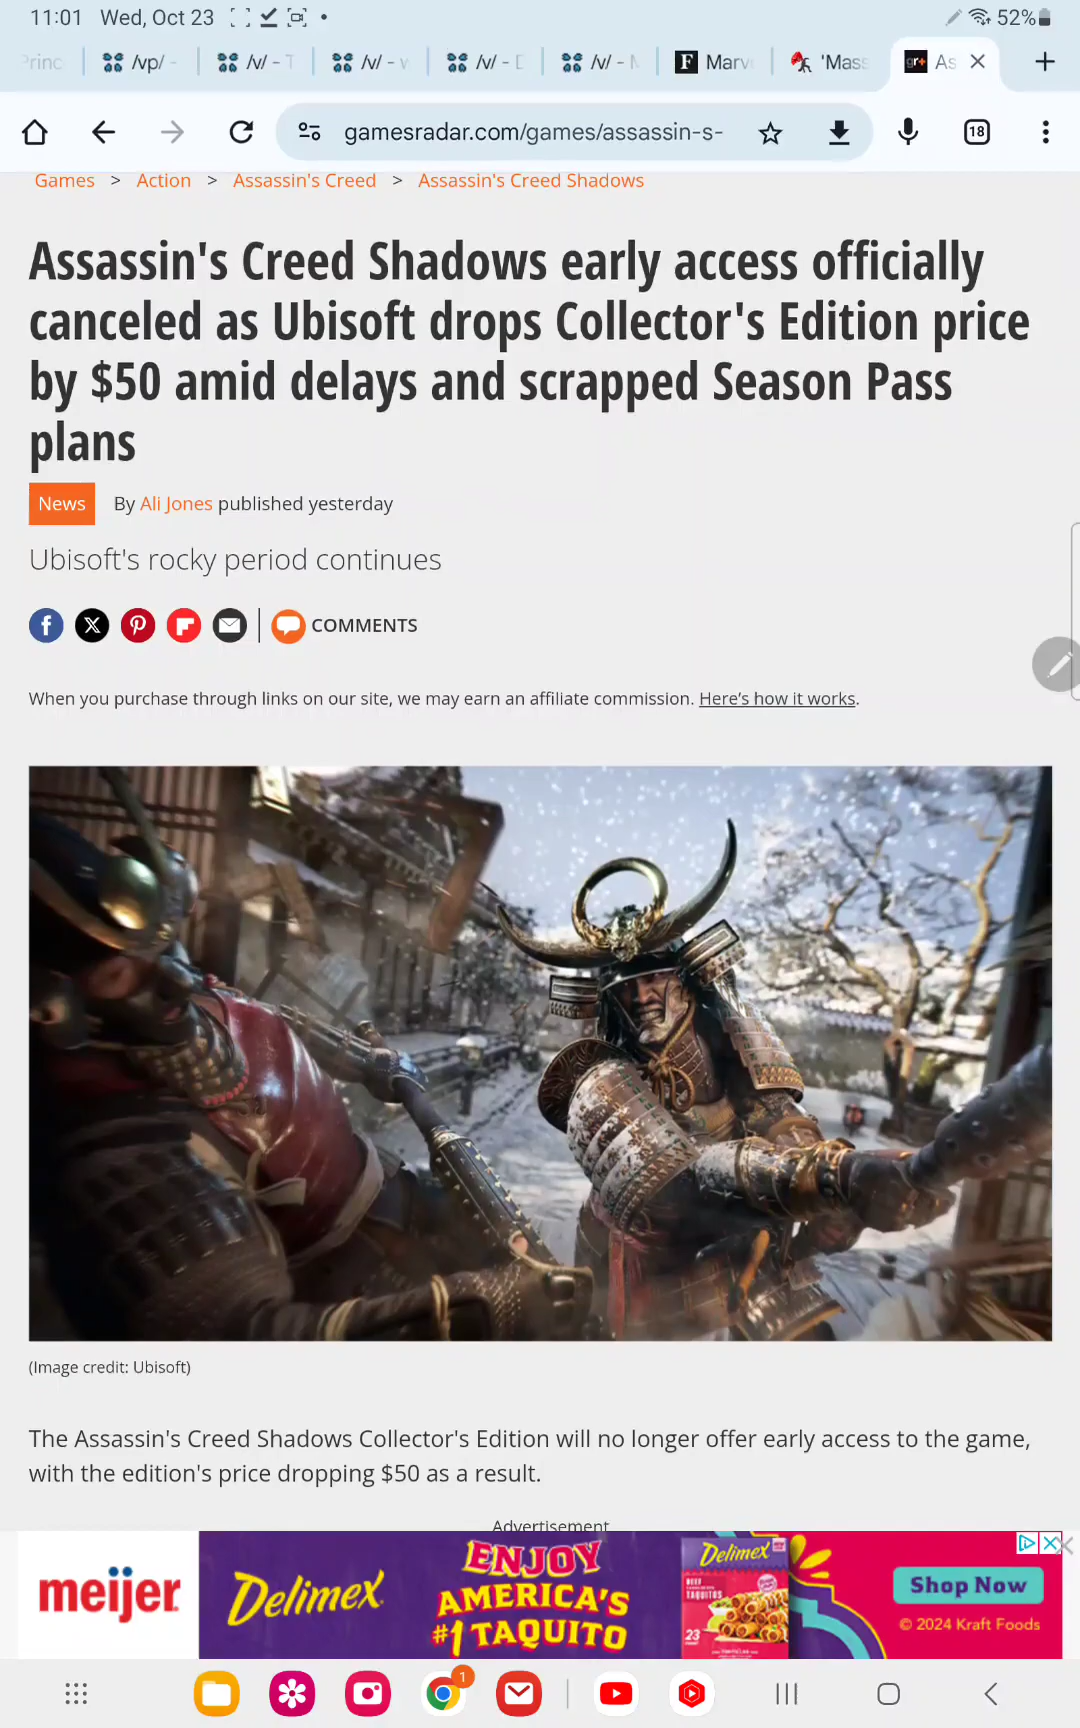 11:01 Wed, Oct 23
52%
/vp/ -
/v/ - T
/v/ -
/v/ -
/v/ -
Marv
'Mass
As
gamesradar.com/games/assassin-s-
18
Games > Action > Assassin's Creed > Assassin's Creed Shadows
Assassin's Creed Shadows early access officially
canceled as Ubisoft drops Collector's Edition price
by $50 amid delays and scrapped Season Pass
plans
News By Ali Jones published yesterday
Ubisoft's rocky period continues
COMMENTS
When you purchase through links on our site, we may earn an affiliate commission. Here's how it works.
(Image credit: Ubisoft)
The Assassin's Creed Shadows Collector's Edition will no longer offer early access to the game,
with the edition's price dropping $50 as a result.
Advertisement
meijer
Delimex
ENJOY
AMERICA'S
#1 TAQUITO
Delimex
BEEF
TAQUITOS
23
Shop Now
© 2024 Kraft Foods
1